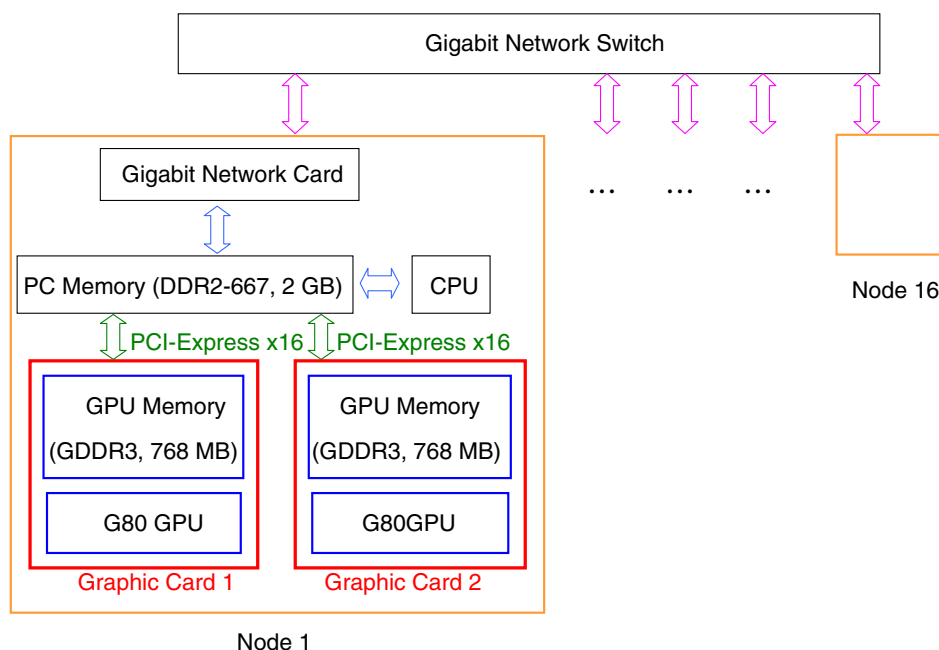 Gigabit Network Switch
Gigabit Network Card
... ... ...
PC Memory (DDR2-667, 2 GB)
CPU
Node 16
PCI-Express x16
PCI-Express x16
GPU Memory
(GDDR3, 768 MB)
GPU Memory
(GDDR3, 768 MB)
G80 GPU
G80GPU
Graphic Card 1
Graphic Card 2
Node 1